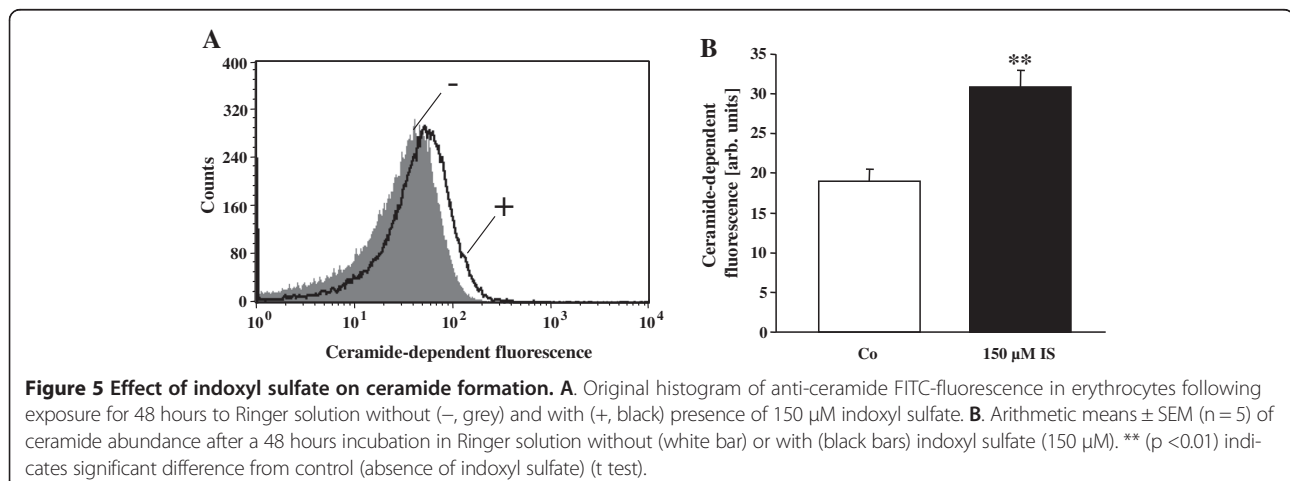 A
400
320
240
160
80
0
Counts
-
+
10^0 10^1 10^2 10^3 10^4
Ceramide-dependent fluorescence
B
35
30
25
20
15
10
5
0
Ceramide-dependent
fluorescence [arb. units]
**
Co 150 µM IS
Figure 5 Effect of indoxyl sulfate on ceramide formation. A. Original histogram of anti-ceramide FITC-fluorescence in erythrocytes following
exposure for 48 hours to Ringer solution without (−, grey) and with (+, black) presence of 150 μM indoxyl sulfate. B. Arithmetic means ± SEM (n = 5) of
ceramide abundance after a 48 hours incubation in Ringer solution without (white bar) or with (black bars) indoxyl sulfate (150 μM). ** (p <0.01) indi-
cates significant difference from control (absence of indoxyl sulfate) (t test).